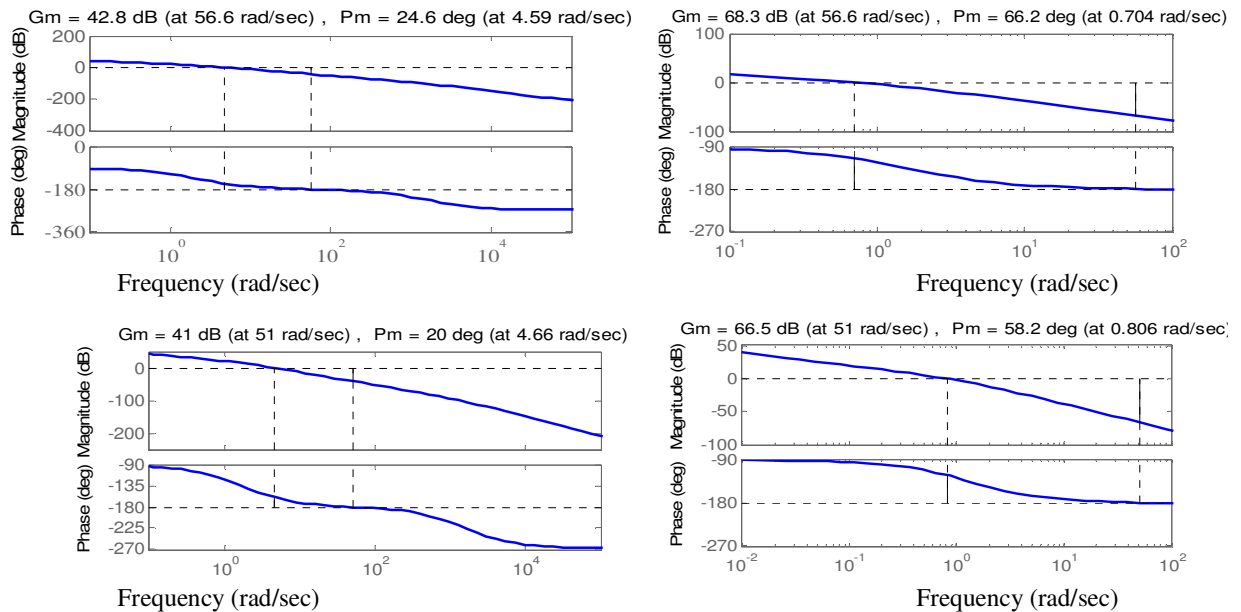 Gm = 42.8 dB (at 56.6 rad/sec) , Pm = 24.6 deg (at 4.59 rad/sec)
Magnitude (dB)
200
0
-200
-400
Phase (deg)
0
-180
-360
10^0 10^2 10^4
Frequency (rad/sec)
Gm = 68.3 dB (at 56.6 rad/sec) , Pm = 66.2 deg (at 0.704 rad/sec)
Magnitude (dB)
100
0
-100
Phase (deg)
-90
-180
-270
10^-1 10^0 10^1 10^2
Frequency (rad/sec)
Gm = 41 dB (at 51 rad/sec) , Pm = 20 deg (at 4.66 rad/sec)
Magnitude (dB)
0
-100
-200
Phase (deg)
-90
-135
-180
-225
-270
10^0 10^2 10^4
Frequency (rad/sec)
Gm = 66.5 dB (at 51 rad/sec) , Pm = 58.2 deg (at 0.806 rad/sec
Magnitude (dB)
50
0
-50
-100
Phase (deg)
-90
-180
-270
10^-2 10^-1 10^0 10^1 10^2
Frequency (rad/sec)